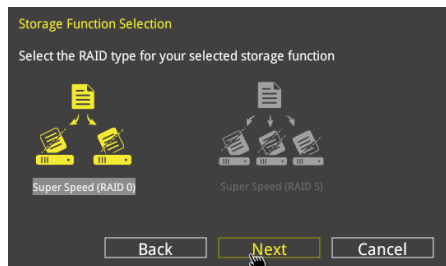 Storage Function Selection
Select the RAID type for your selected storage function
Super Speed (RAID 0)
Super Speed (RAID 5)
Back
Next
Cancel